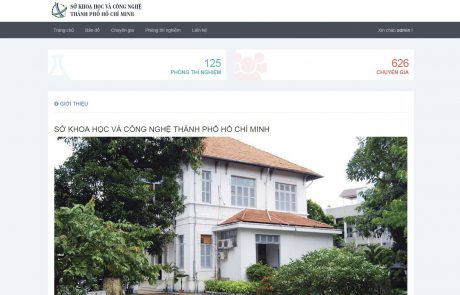 SỞ KHOA HỌC VÀ CÔNG NGHỆ
THÀNH PHỐ HỒ CHÍ MINH
Trang chủ Bản đồ Chuyên gia Phòng thí nghiệm Liên hệ Xin chào admin !
125
PHÒNG THÍ NGHIỆM
626
CHUYÊN GIA
GIỚI THIỆU
SỞ KHOA HỌC VÀ CÔNG NGHỆ THÀNH PHỐ HỒ CHÍ MINH